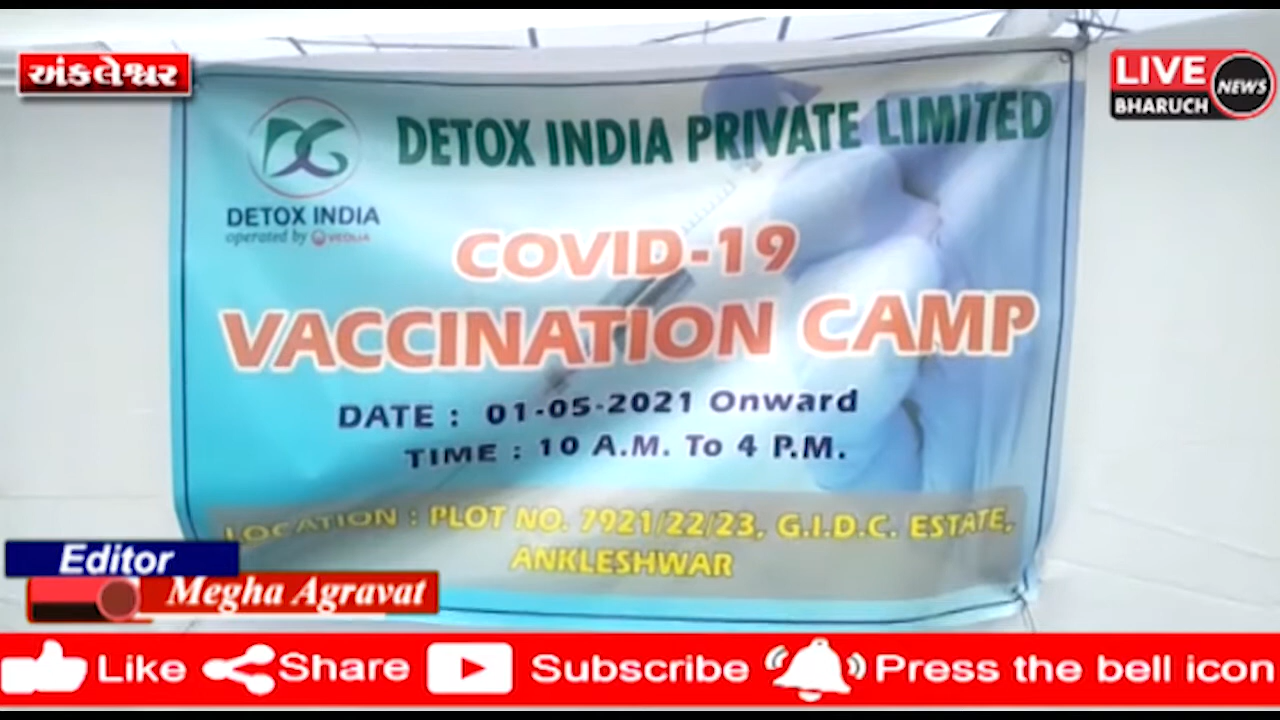 અંકલેશ્વર
LIVE
BHARUCH
NEWS
DETOX INDIA PRIVATE LIMITED
DG
DETOX INDIA
operated by VEOLIA
COVID-19
VACCINATION CAMP
DATE : 01-05-2021 Onward
TIME : 10 A.M. To 4 P.M.
LOCATION : PLOT NO. 7921/22/23, G.I.D.C. ESTATE,
ANKLESHWAR
Editor
Megha Agravat
Like Share Subscribe Press the bell icon